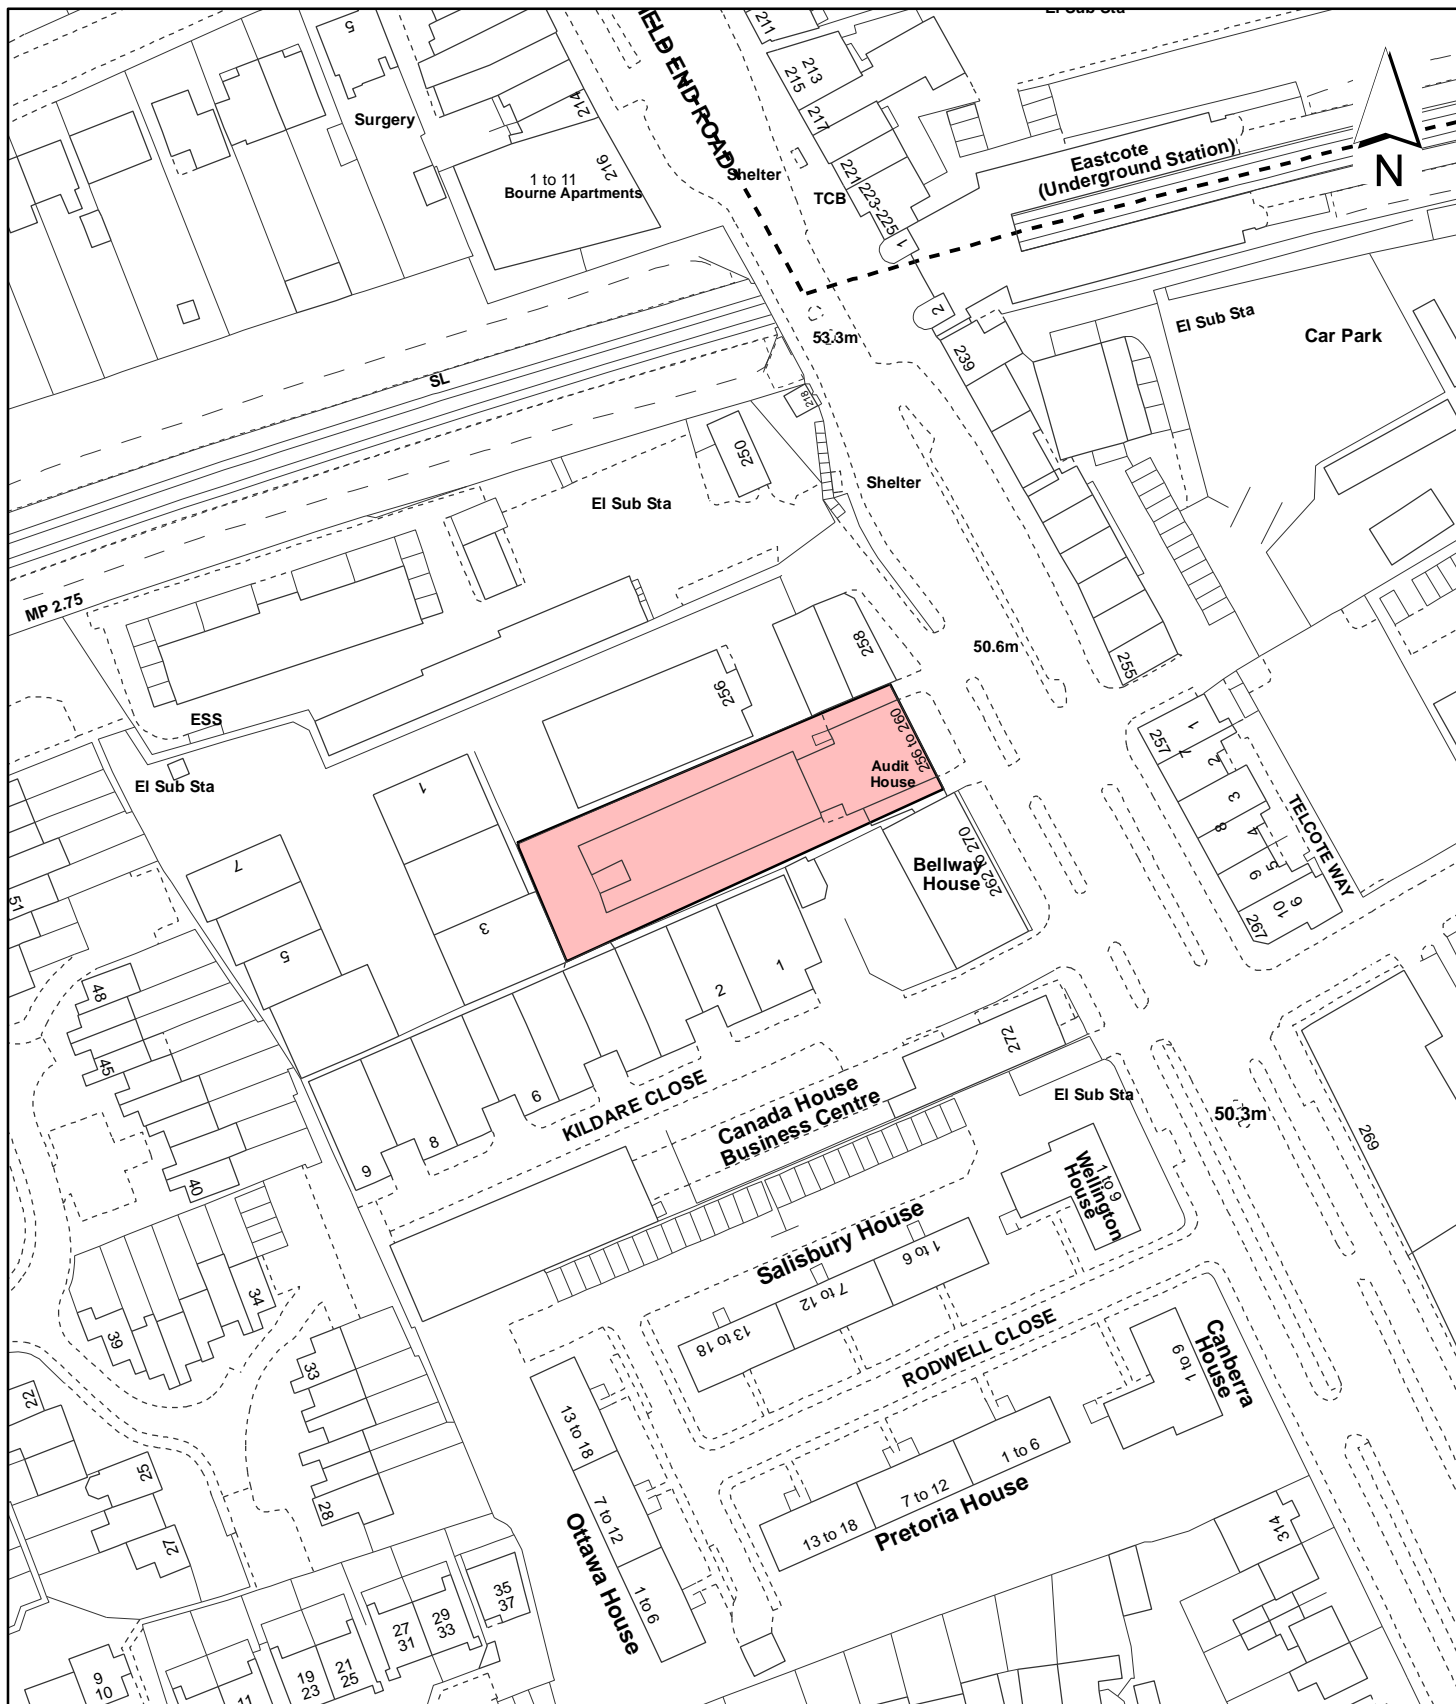 El Sub Sta
5
211
213
215
217
Surgery
214
216
1 to 11
Bourne Apartments
FIELD END ROAD
Shelter
TCB
221
223-225
1
Eastcote
(Underground Station)
N
2
El Sub Sta
Car Park
53.3m
239
SL
218
250
El Sub Sta
Shelter
MP 2.75
258
50.6m
255
256
ESS
El Sub Sta
256 to 260
Audit
House
257
1
7
2
3
8
4
5
9
6
10
267
TELCOTE WAY
1
7
3
5
Bellway
House
262 to 270
51
48
45
40
1
2
6
8
9
272
KILDARE CLOSE
Canada House
Business Centre
El Sub Sta
50.3m
269
1 to 9
Wellington
House
Salisbury House
1 to 6
7 to 12
13 to 18
34
39
33
RODWELL CLOSE
Canberra
House
1 to 9
22
25
27
28
13 to 18
7 to 12
1 to 6
Ottawa House
1 to 6
7 to 12
13 to 18
Pretoria House
314
35
37
29
33
27
31
21
25
19
23
11
9
10